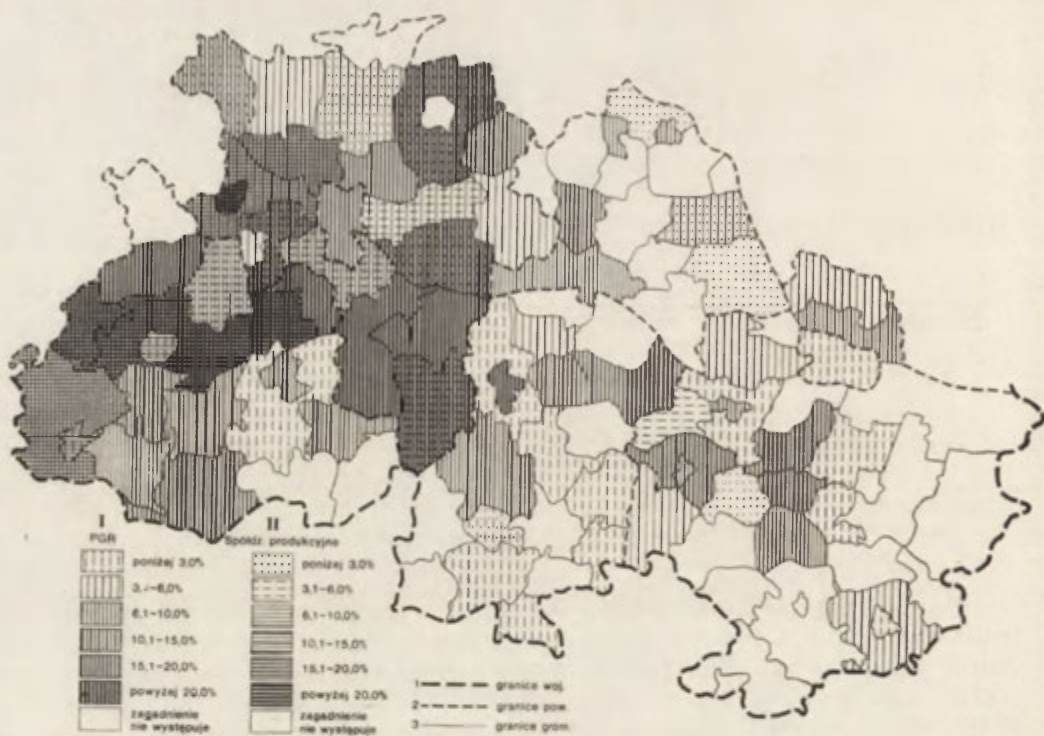 I
PGR
poniżej 3,0%
3,1–6,0%
6,1–10,0%
10,1–15,0%
15,1–20,0%
powyżej 20,0%
zagadnienie
nie występuje
II
Spółdz produkcyjne
poniżej 3,0%
3,1–6,0%
6,1–10,0%
10,1–15,0%
15,1–20,0%
powyżej 20,0%
zagadnienie
nie występuje
1 granice woj.
2 granice pow.
3 granice grom.